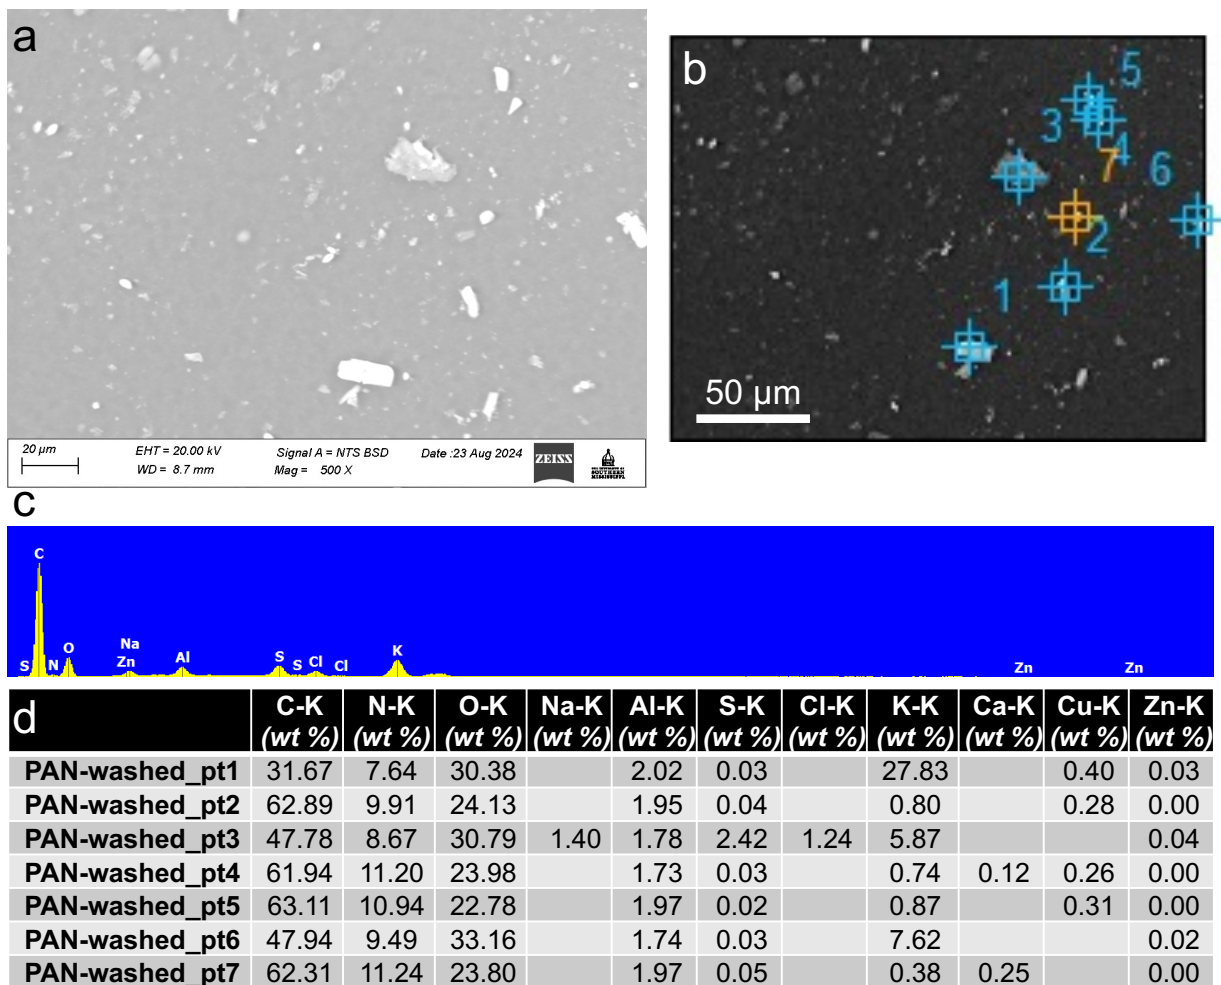 a
20 µm
EHT = 20.00 kV
WD = 8.7 mm
Signal A = NTS BSD
Mag = 500 X
Date :23 Aug 2024
ZEISS
SOUTHERN
MISSISSIPPI
b
5
3
4
7
6
2
1
50 µm
c
C
S N O Na Zn Al S S Cl Cl K Zn Zn
d C-K N-K O-K Na-K Al-K S-K Cl-K K-K Ca-K Cu-K Zn-K
(wt %) (wt %) (wt %) (wt %) (wt %) (wt %) (wt %) (wt %) (wt %) (wt %) (wt %)
PAN-washed_pt1 31.67 7.64 30.38 2.02 0.03 27.83 0.40 0.03
PAN-washed_pt2 62.89 9.91 24.13 1.95 0.04 0.80 0.28 0.00
PAN-washed_pt3 47.78 8.67 30.79 1.40 1.78 2.42 1.24 5.87 0.04
PAN-washed_pt4 61.94 11.20 23.98 1.73 0.03 0.74 0.12 0.26 0.00
PAN-washed_pt5 63.11 10.94 22.78 1.97 0.02 0.87 0.31 0.00
PAN-washed_pt6 47.94 9.49 33.16 1.74 0.03 7.62 0.02
PAN-washed_pt7 62.31 11.24 23.80 1.97 0.05 0.38 0.25 0.00